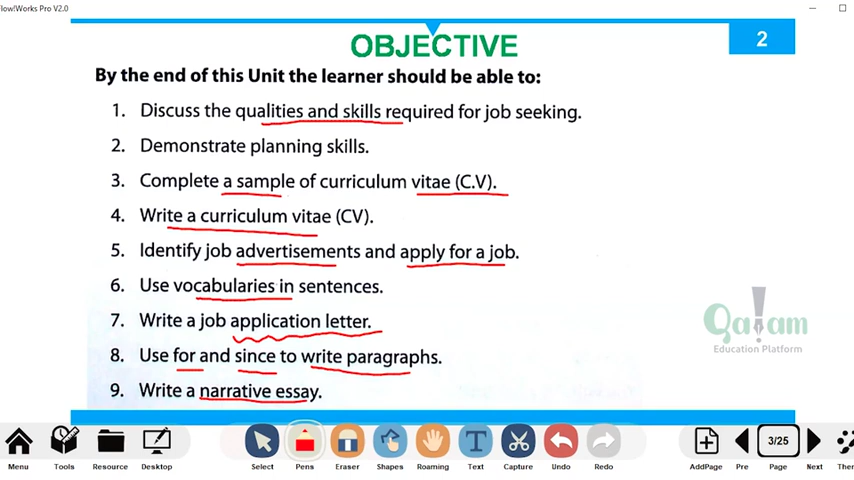 Flow!Works Pro V2.0
OBJECTIVE
2
By the end of this Unit the learner should be able to:
1. Discuss the qualities and skills required for job seeking.
2. Demonstrate planning skills.
3. Complete a sample of curriculum vitae (C.V).
4. Write a curriculum vitae (CV).
5. Identify job advertisements and apply for a job.
6. Use vocabularies in sentences.
7. Write a job application letter.
8. Use for and since to write paragraphs.
9. Write a narrative essay.
Qalam
Education Platform
Menu Tools Resource Desktop Select Pens Eraser Shapes Roaming Text Capture Undo Redo AddPage Pre 3/25 Page Next Ther